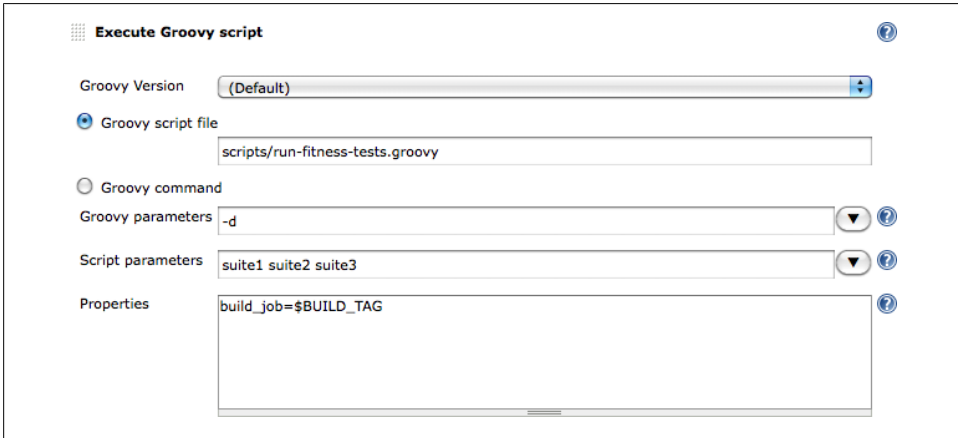 Execute Groovy script
?
Groovy Version (Default)
Groovy script file
scripts/run-fitness-tests.groovy
Groovy command
Groovy parameters -d ?
Script parameters suite1 suite2 suite3 ?
Properties build_job=$BUILD_TAG ?